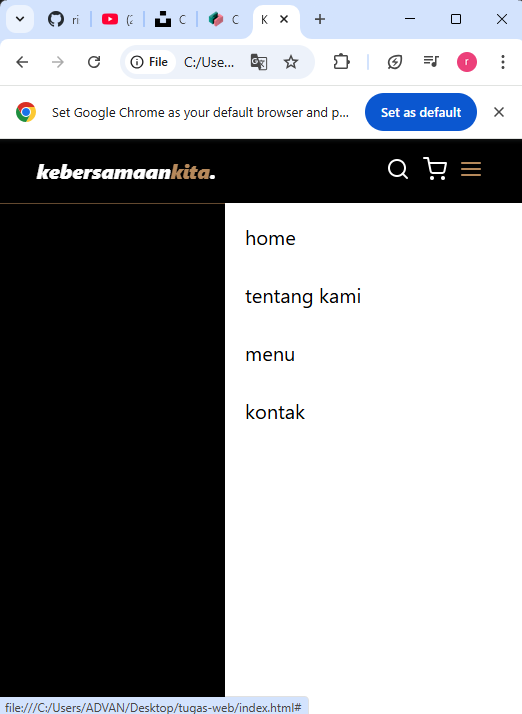 ri
(2
C
C
K
File
C:/Use...
r
Set Google Chrome as your default browser and p...
Set as default
kebersamaankita.
home
tentang kami
menu
kontak
file:///C:/Users/ADVAN/Desktop/tugas-web/index.html#